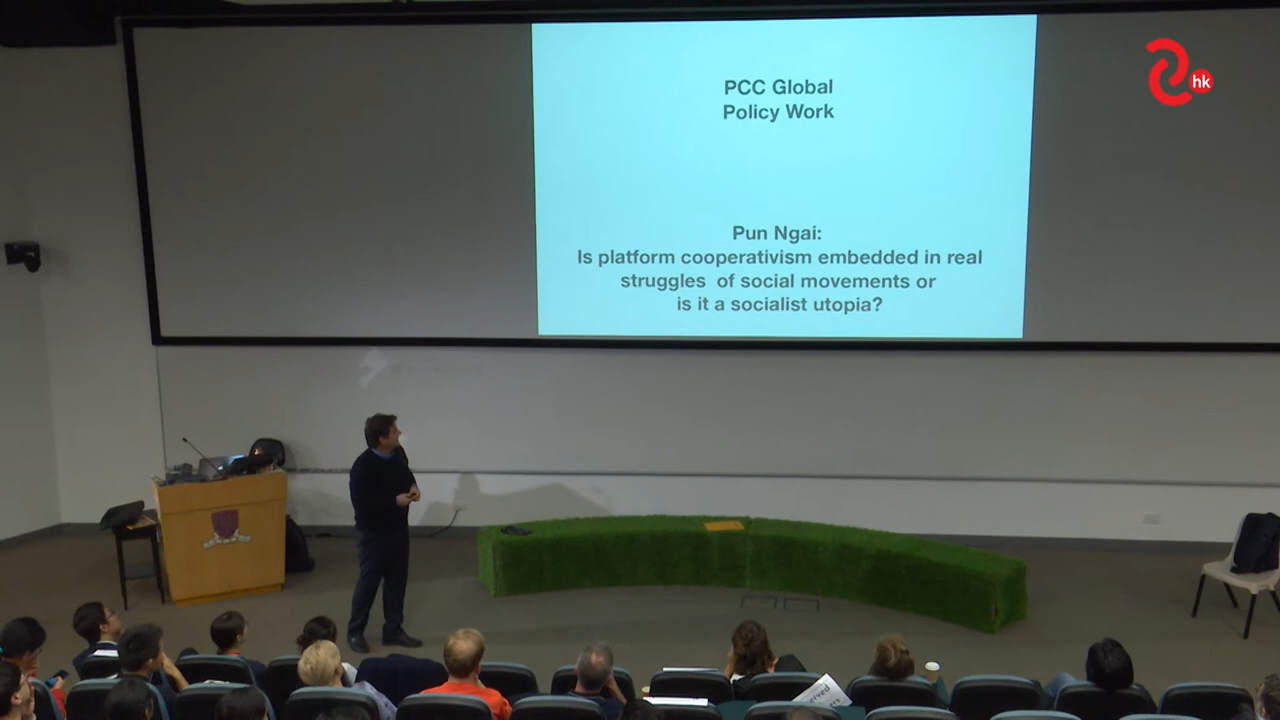 hk
PCC Global
Policy Work
Pun Ngai:
Is platform cooperativism embedded in real
struggles of social movements or
is it a socialist utopia?